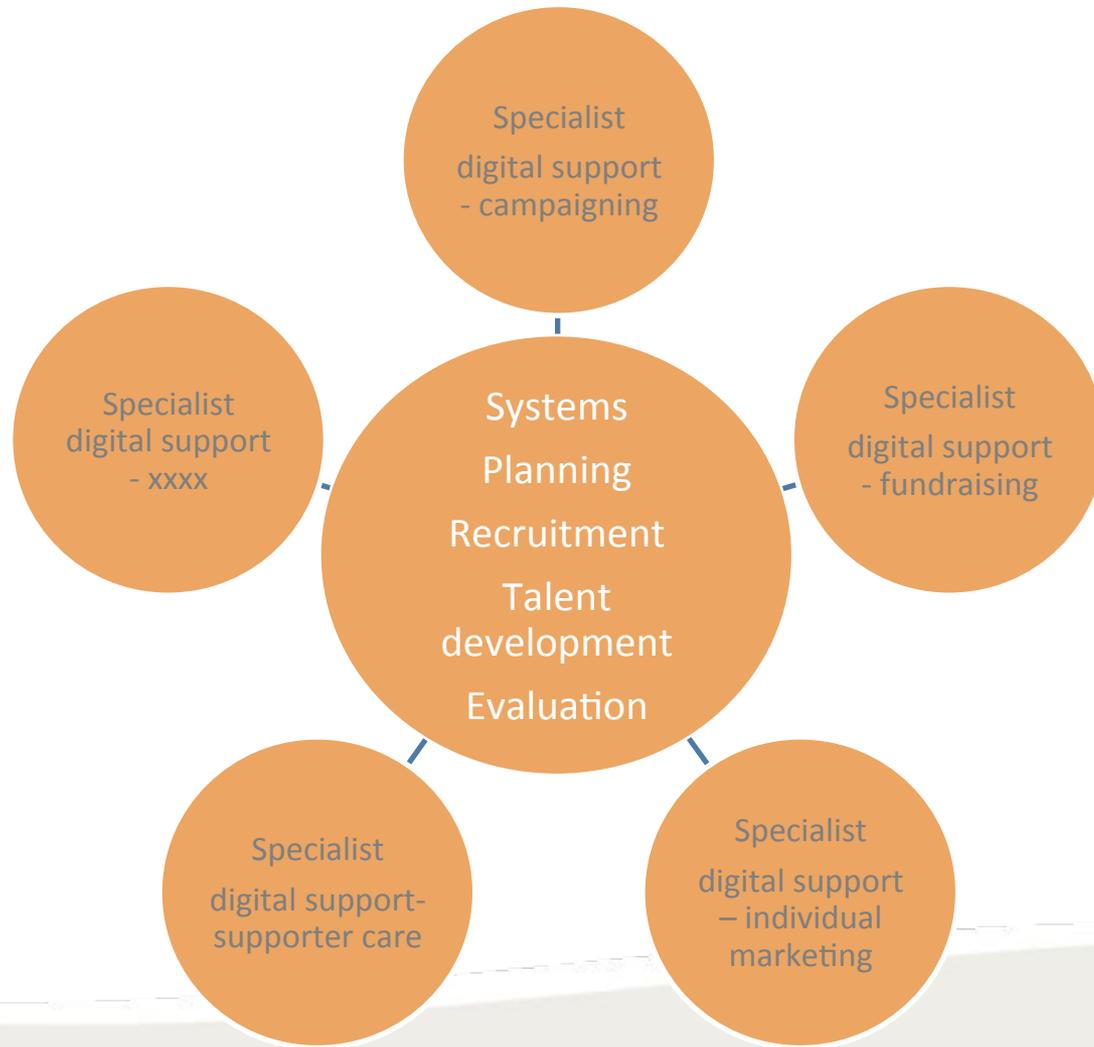 Specialist
digital support
- campaigning
Specialist
digital support
- xxxx
Systems
Planning
Recruitment
Talent
development
Evaluation
Specialist
digital support
- fundraising
Specialist
digital support-
supporter care
Specialist
digital support
– individual
marketing